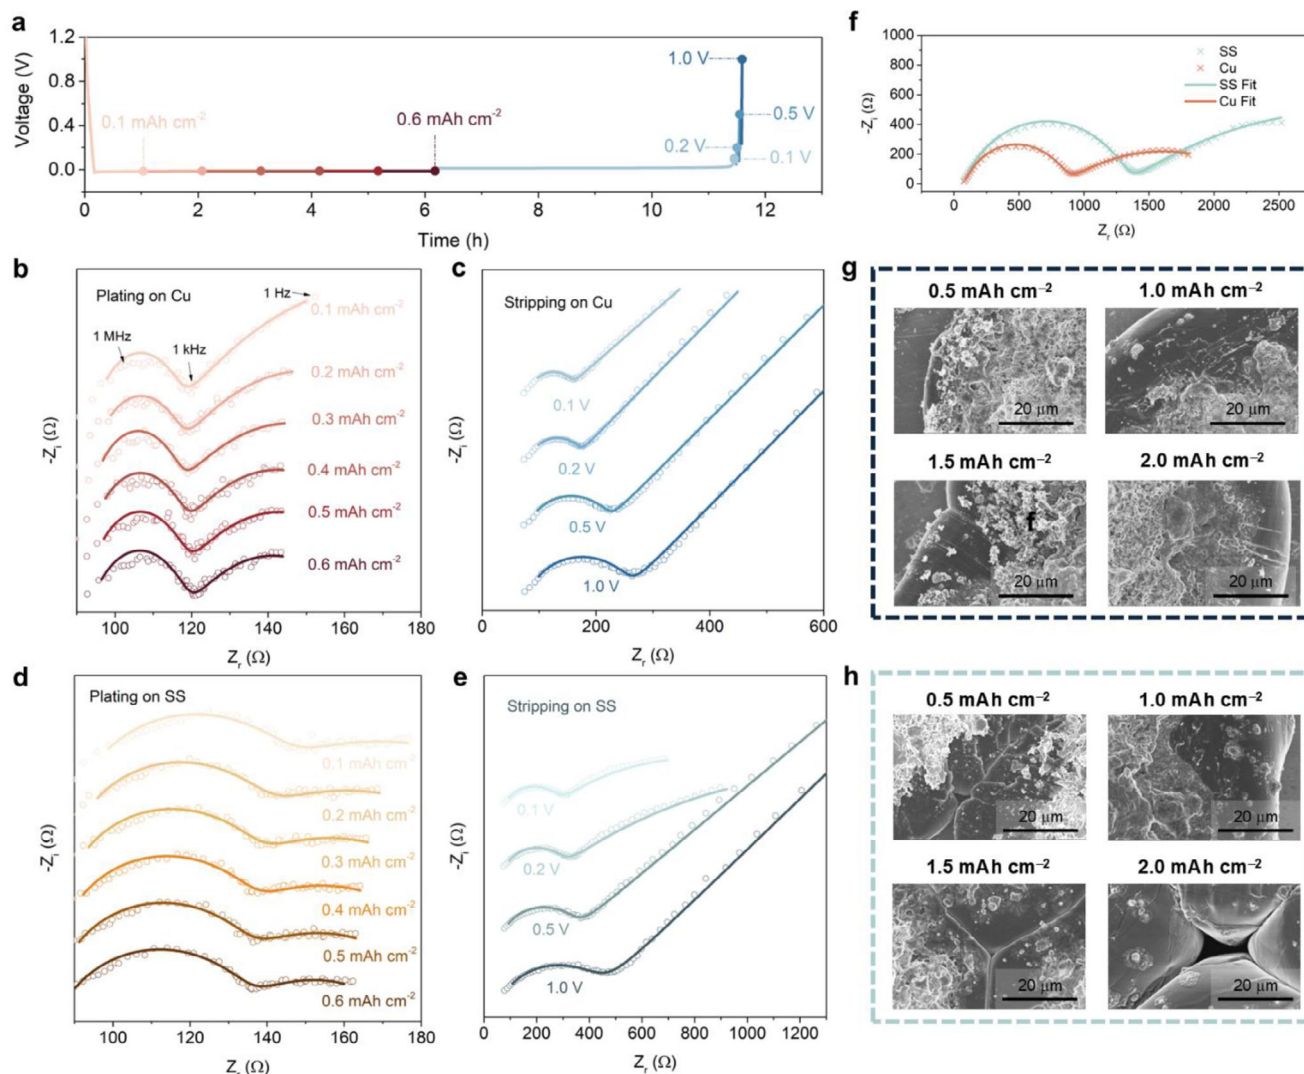 a
Voltage (V)
1.2
0.8
0.4
0.0
0.1 mAh cm⁻²
0.6 mAh cm⁻²
1.0 V
0.5 V
0.2 V
0.1 V
0 2 4 6 8 10 12
Time (h)
f
-Zᵢ (Ω)
1000
800
600
400
200
0
SS
Cu
SS Fit
Cu Fit
0 500 1000 1500 2000 2500
Zᵣ (Ω)
b
Plating on Cu
-Zᵢ (Ω)
1 MHz
1 kHz
1 Hz
0.1 mAh cm⁻²
0.2 mAh cm⁻²
0.3 mAh cm⁻²
0.4 mAh cm⁻²
0.5 mAh cm⁻²
0.6 mAh cm⁻²
100 120 140 160 180
Zᵣ (Ω)
c
Stripping on Cu
-Zᵢ (Ω)
0.1 V
0.2 V
0.5 V
1.0 V
0 200 400 600
Zᵣ (Ω)
g
0.5 mAh cm⁻²
20 μm
1.0 mAh cm⁻²
20 μm
1.5 mAh cm⁻²
f
20 μm
2.0 mAh cm⁻²
20 μm
d
Plating on SS
-Zᵢ (Ω)
0.1 mAh cm⁻²
0.2 mAh cm⁻²
0.3 mAh cm⁻²
0.4 mAh cm⁻²
0.5 mAh cm⁻²
0.6 mAh cm⁻²
100 120 140 160 180
Zᵣ (Ω)
e
Stripping on SS
-Zᵢ (Ω)
0.1 V
0.2 V
0.5 V
1.0 V
0 200 400 600 800 1000 1200
Zᵣ (Ω)
h
0.5 mAh cm⁻²
20 μm
1.0 mAh cm⁻²
20 μm
1.5 mAh cm⁻²
20 μm
2.0 mAh cm⁻²
20 μm